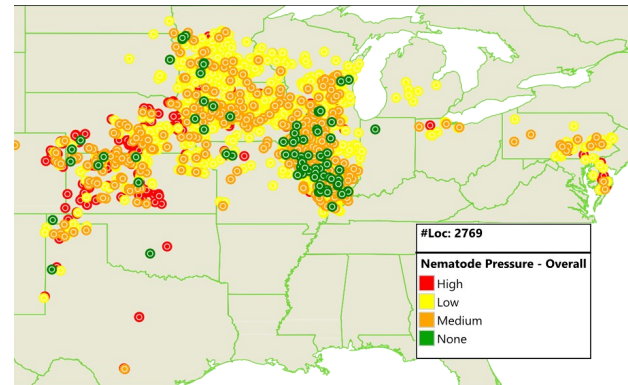 #Loc: 2769
Nematode Pressure - Overall
High
Low
Medium
None